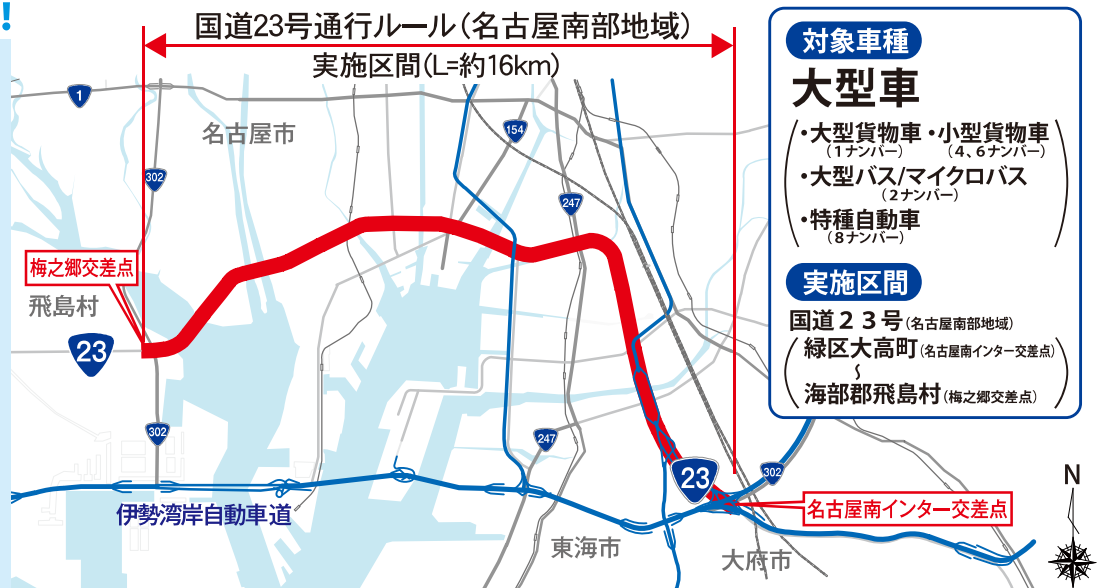 !
国道23号通行ルール（名古屋南部地域）
実施区間（L=約16km）
1
名古屋市
154
302
247
梅之郷交差点
飛島村
23
302
247
23
302
伊勢湾岸自動車道
東海市
大府市
名古屋南インター交差点
N
対象車種
大型車
・大型貨物車 ・小型貨物車
（1ナンバー） （4、6ナンバー）
・大型バス/マイクロバス
（2ナンバー）
・特種自動車
（8ナンバー）
実施区間
国道２３号（名古屋南部地域）
緑区大高町（名古屋南インター交差点）
〜
海部郡飛島村（梅之郷交差点）